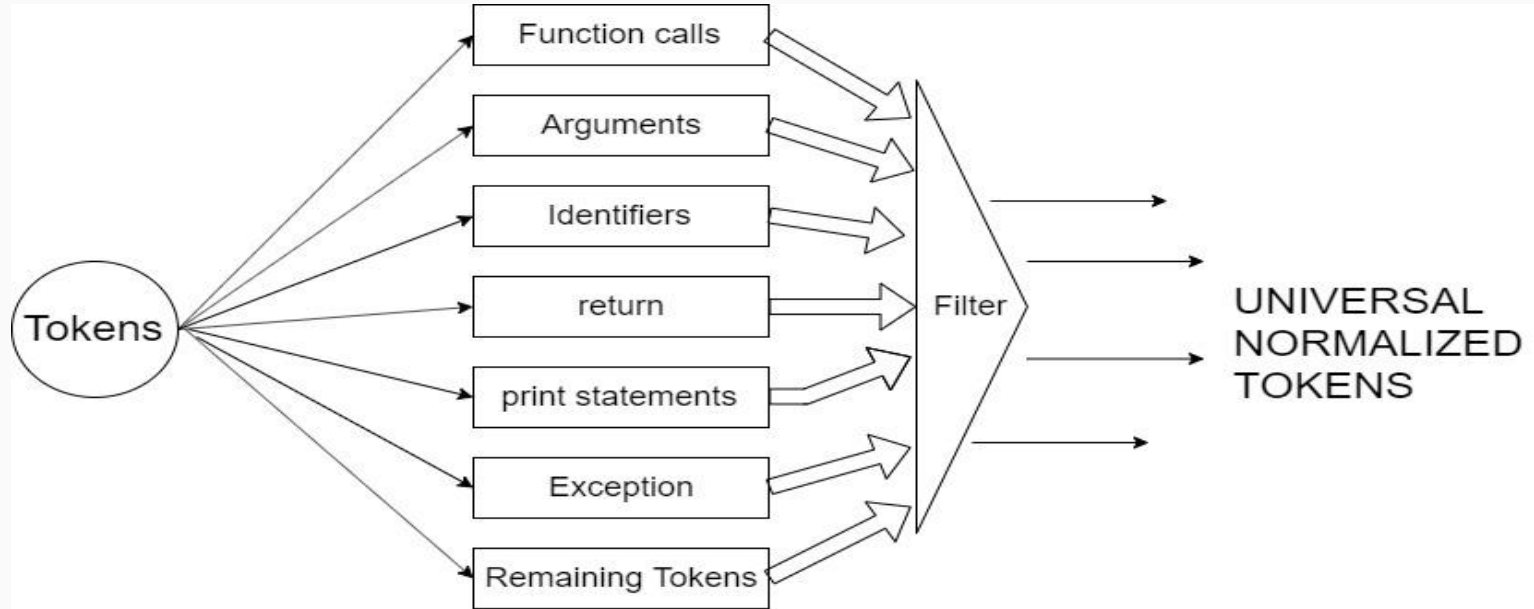 Tokens
Function calls
Arguments
Identifiers
return
print statements
Exception
Remaining Tokens
Filter
UNIVERSAL
NORMALIZED
TOKENS